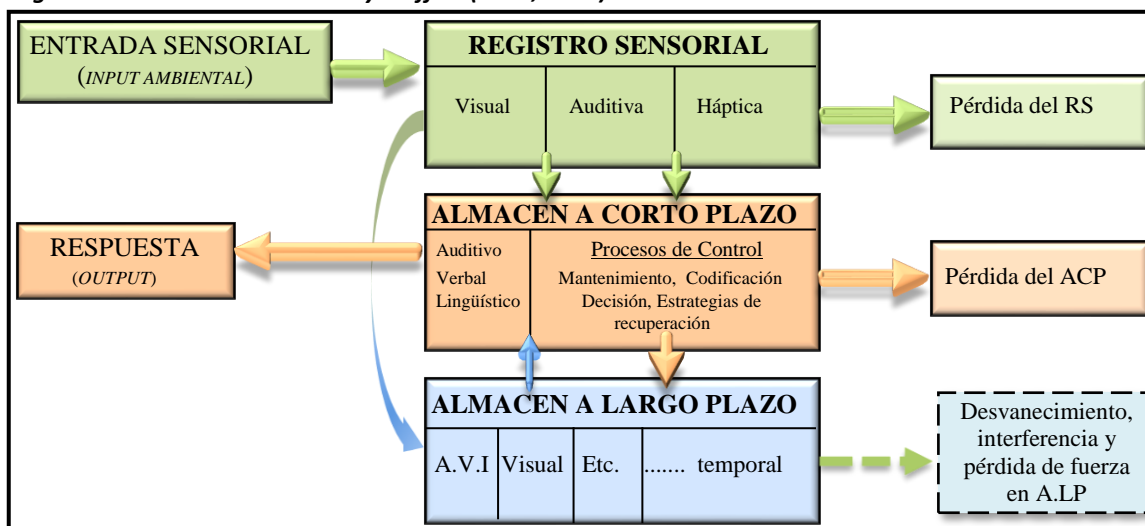 ENTRADA SENSORIAL
(INPUT AMBIENTAL)
REGISTRO SENSORIAL
Visual
Auditiva
Háptica
Pérdida del RS
RESPUESTA
(OUTPUT)
ALMACEN A CORTO PLAZO
Auditivo
Verbal
Lingüístico
Procesos de Control
Mantenimiento, Codificación
Decisión, Estrategias de
recuperación
Pérdida del ACP
ALMACEN A LARGO PLAZO
A.V.I
Visual
Etc.
....... temporal
Desvanecimiento,
interferencia y
pérdida de fuerza
en A.LP